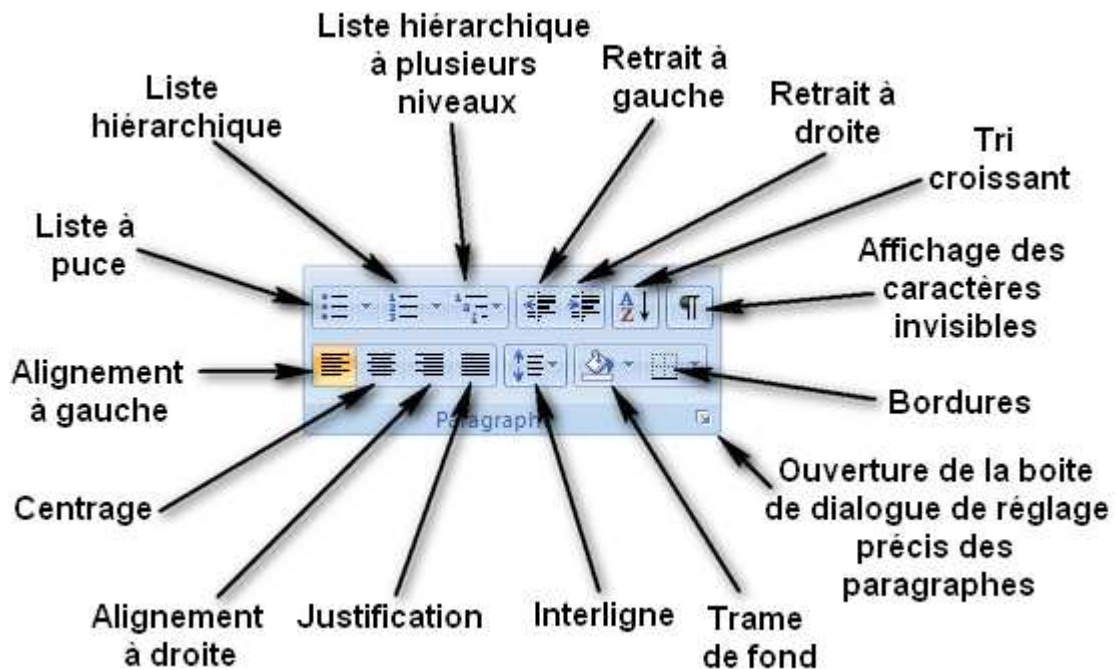 Liste hiérarchique
à plusieurs
niveaux
Liste
hiérarchique
Retrait à
gauche
Retrait à
droite
Tri
croissant
Liste à
puce
Affichage des
caractères
invisibles
Alignement
à gauche
Bordures
Paragraphe
Centrage
Ouverture de la boite
de dialogue de réglage
précis des
paragraphes
Alignement
à droite
Justification
Interligne
Trame
de fond